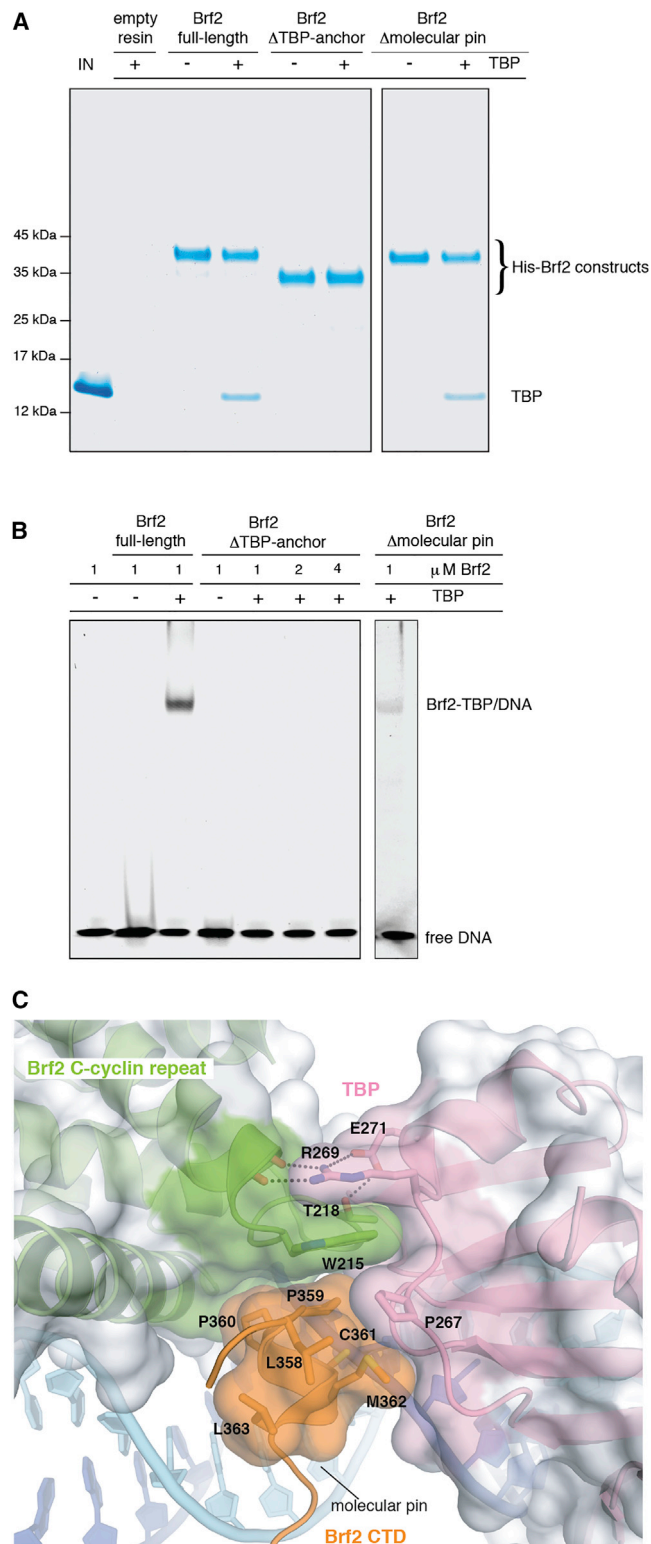 A
empty resin
Brf2 full-length
Brf2 ΔTBP-anchor
Brf2 Δmolecular pin
IN + - + - + - + TBP
45 kDa
35 kDa
His-Brf2 constructs
25 kDa
17 kDa
TBP
12 kDa
B
Brf2 full-length
Brf2 ΔTBP-anchor
Brf2 Δmolecular pin
1 1 1 1 1 2 4 1 μM Brf2
- - + - + + + + TBP
Brf2-TBP/DNA
free DNA
C
Brf2 C-cyclin repeat
TBP
E271
R269
T218
W215
P359
P360
P267
C361
L358
M362
L363
molecular pin
Brf2 CTD